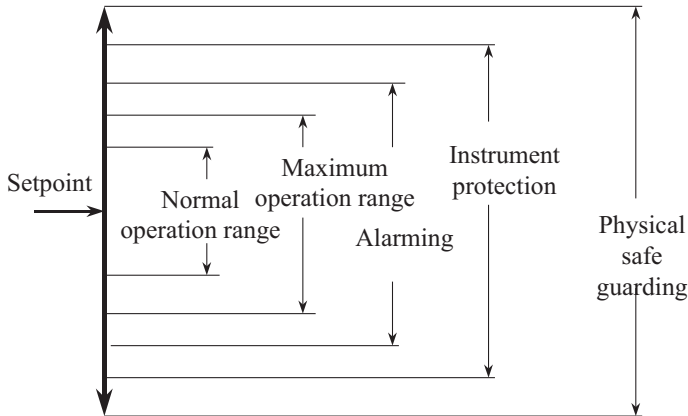 Setpoint
Normal
operation range
Maximum
operation range
Alarming
Instrument
protection
Physical
safe
guarding